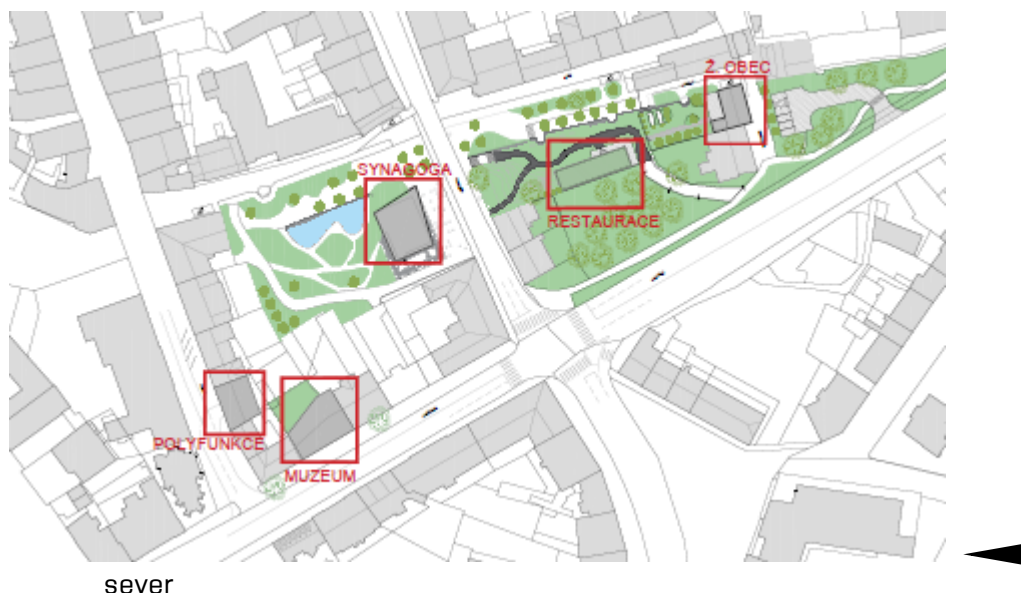 Ž. OBEC
SYNAGOGA
RESTAURACE
POLYFUNKCE
MUZEUM
sever